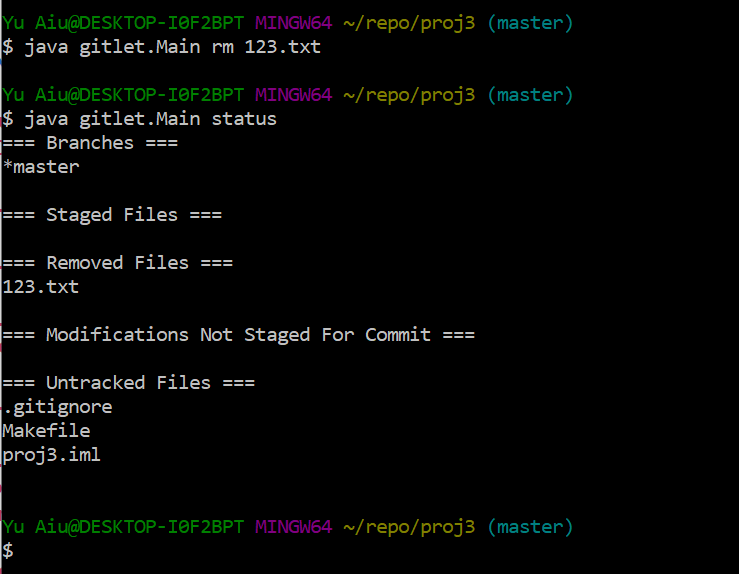 Yu Aiu@DESKTOP-I0F2BPT MINGW64 ~/repo/proj3 (master)
$ java gitlet.Main rm 123.txt
Yu Aiu@DESKTOP-I0F2BPT MINGW64 ~/repo/proj3 (master)
$ java gitlet.Main status
=== Branches ===
*master
=== Staged Files ===
=== Removed Files ===
123.txt
=== Modifications Not Staged For Commit ===
=== Untracked Files ===
.gitignore
Makefile
proj3.iml
Yu Aiu@DESKTOP-I0F2BPT MINGW64 ~/repo/proj3 (master)
$